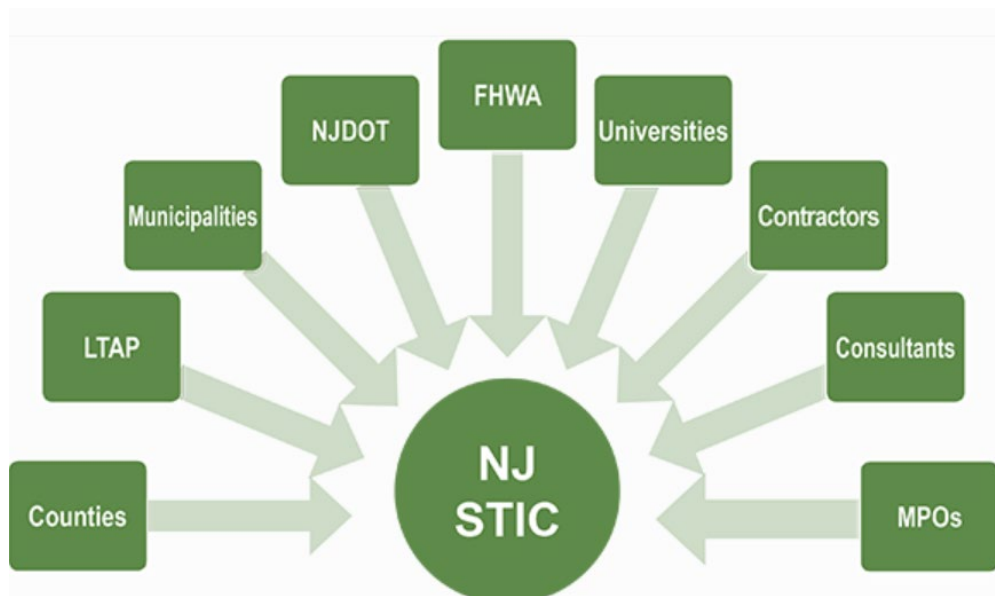 FHWA
NJDOT
Universities
Municipalities
Contractors
LTAP
Consultants
Counties
NJ
STIC
MPOs